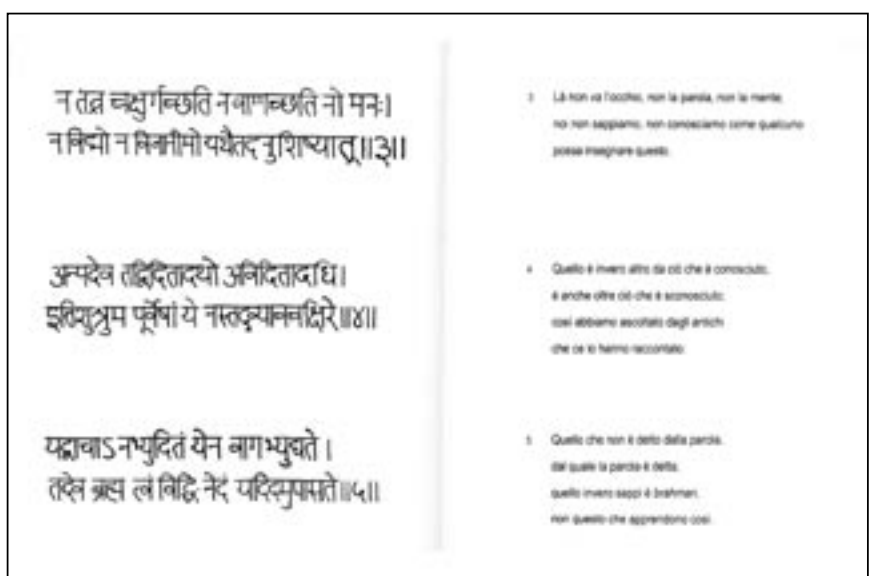 न तत्र चक्षुर्गच्छति न वाग्गच्छति नो मनः।
न विद्मो न विजानीमो यथैतदनुशिष्यात्॥३॥
अन्यदेव तद्विदितादथो अविदितादधि।
इतिशुश्रुम पूर्वेषां ये नस्तद्व्याचचक्षिरे॥४॥
यद्वाचाऽनभ्युदितं येन वागभ्युद्यते।
तदेव ब्रह्म त्वं विद्धि नेदं यदिदमुपासते॥५॥
3 Là non va l'occhio, non la parola, non la mente,
noi non sappiamo, non conosciamo come qualcuno
possa insegnare questo.
4 Quello è invero altro da ciò che è conosciuto,
è anche oltre ciò che è sconosciuto;
così abbiamo ascoltato dagli antichi
che ce lo hanno raccontato.
5 Quello che non è detto dalla parola,
dal quale la parola è detta,
quello invero sappi è brahman,
non questo che apprendono così.